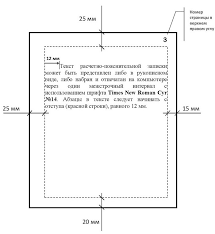 25 мм
Номер
страницы в
верхнем
правом углу
3
12 мм
Текст расчетно-пояснительной записки
может быть представлен либо в рукописном
виде, либо набран и отпечатан на компьютере
через один межстрочный интервал с
использованием шрифта Times New Roman Cyr
№14. Абзацы в тексте следует начинать с
отступа (красной строки), равного 12 мм.
25 мм
15 мм
20 мм